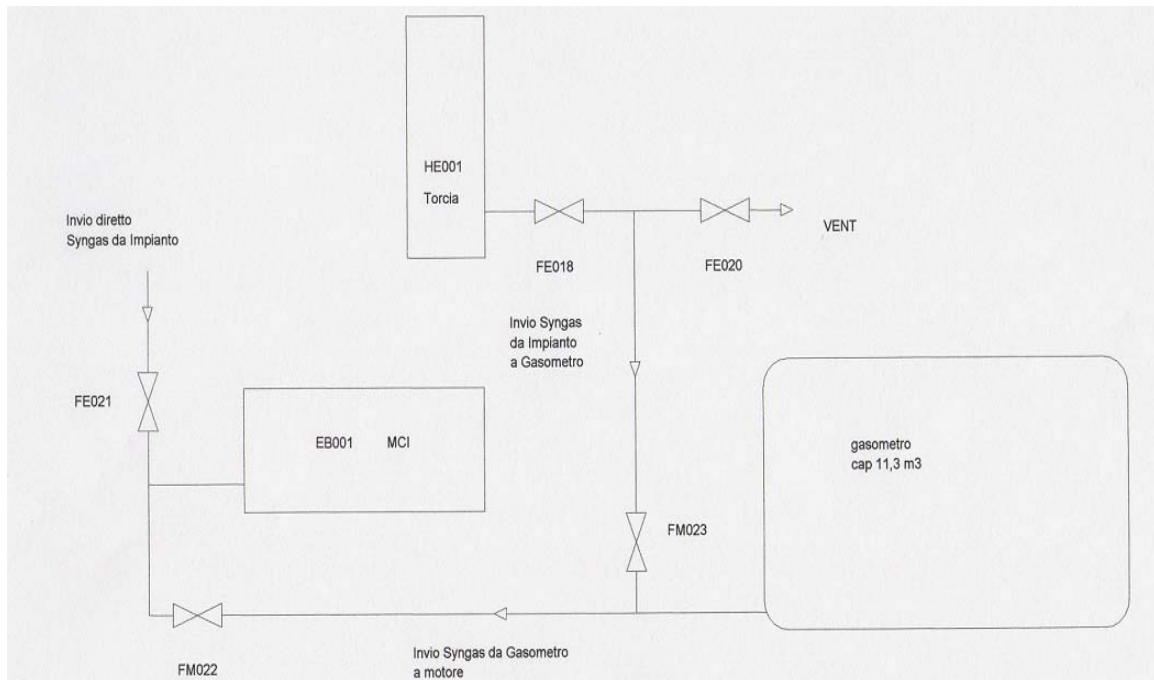 HE001
Torcia
Invio diretto
Syngas da Impianto
VENT
FE018
FE020
Invio Syngas
da Impianto
a Gasometro
FE021
EB001 MCI
gasometro
cap 11,3 m3
FM023
Invio Syngas da Gasometro
a motore
FM022